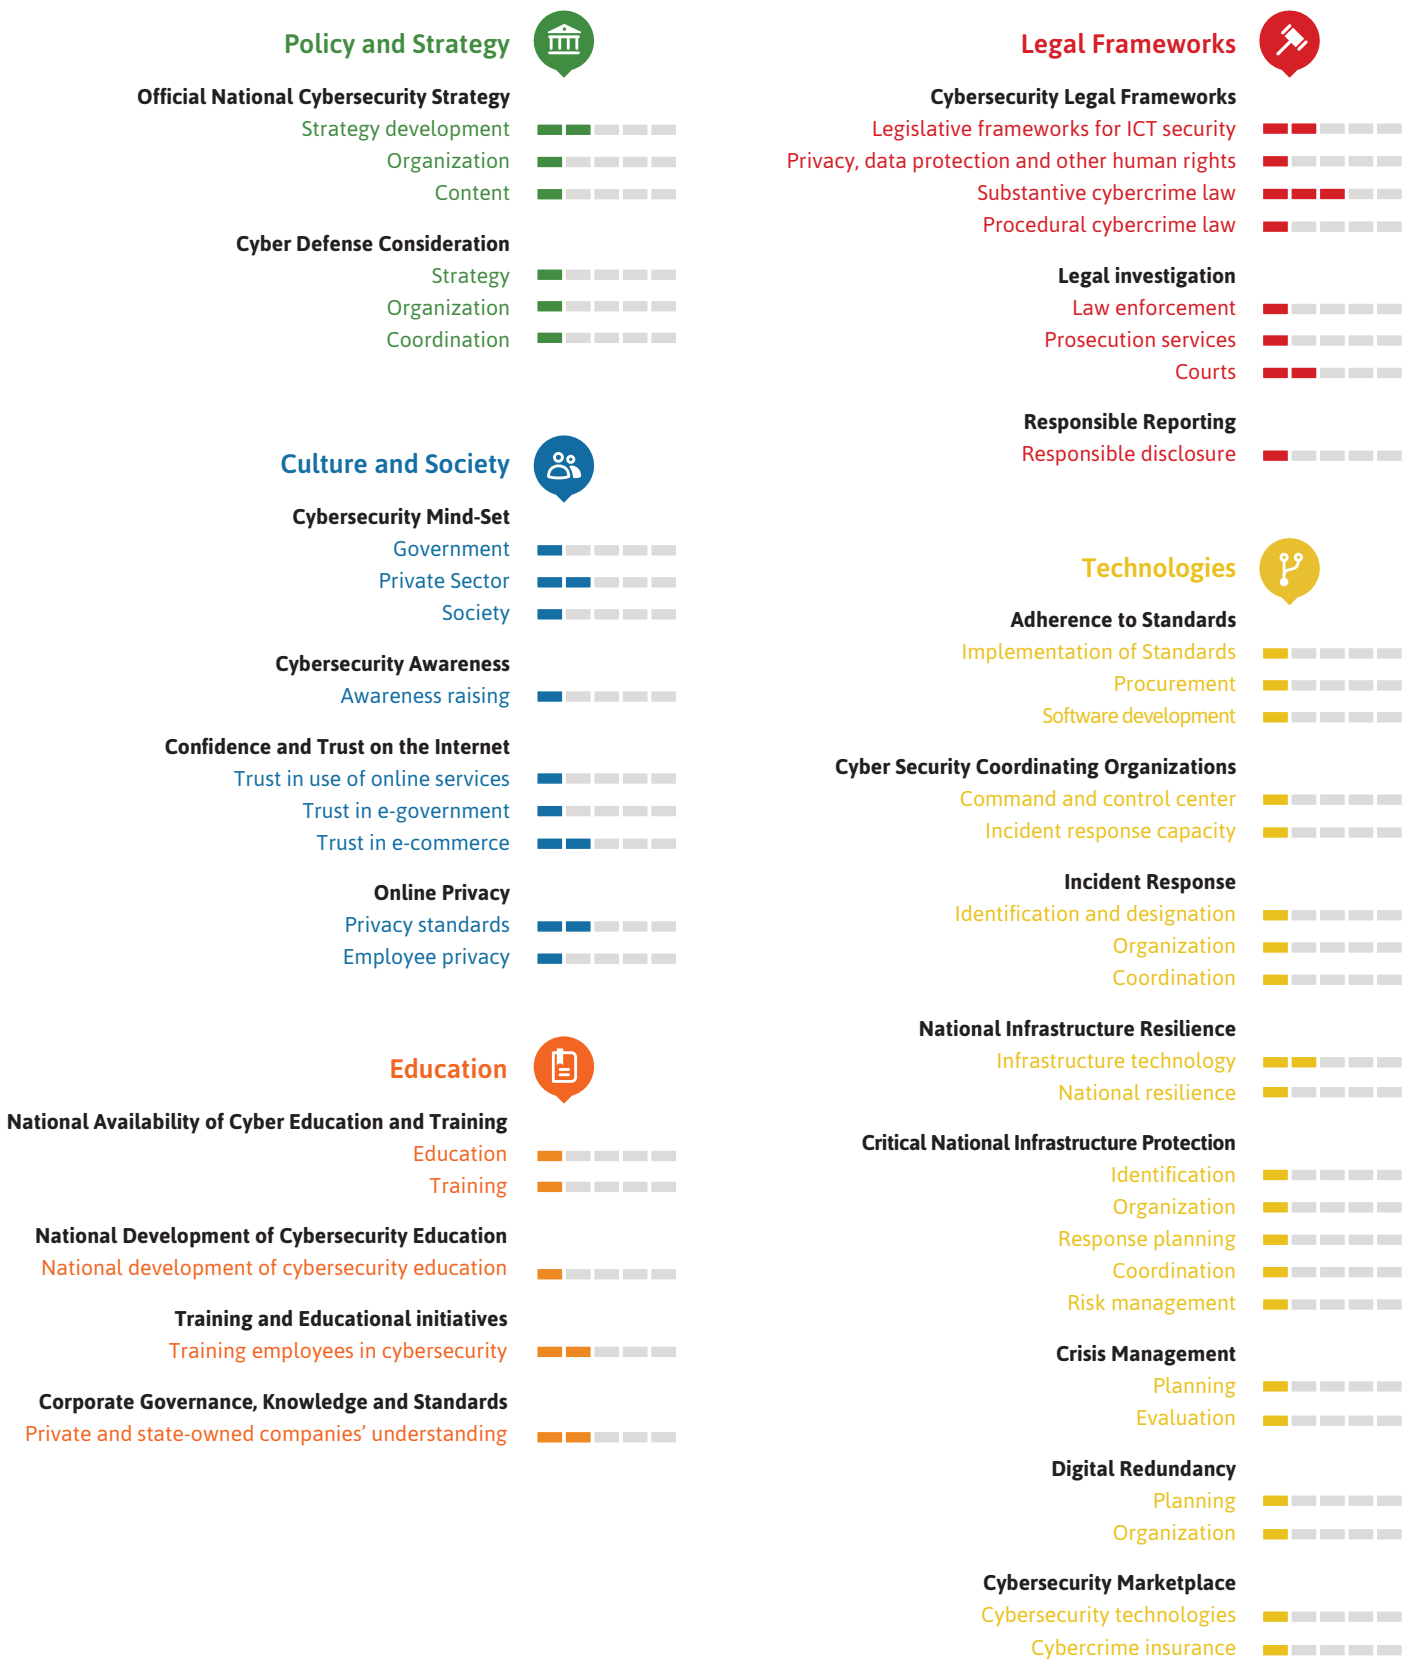 Policy and Strategy
Official National Cybersecurity Strategy
Strategy development
Organization
Content
Cyber Defense Consideration
Strategy
Organization
Coordination
Culture and Society
Cybersecurity Mind-Set
Government
Private Sector
Society
Cybersecurity Awareness
Awareness raising
Confidence and Trust on the Internet
Trust in use of online services
Trust in e-government
Trust in e-commerce
Online Privacy
Privacy standards
Employee privacy
Education
National Availability of Cyber Education and Training
Education
Training
National Development of Cybersecurity Education
National development of cybersecurity education
Training and Educational initiatives
Training employees in cybersecurity
Corporate Governance, Knowledge and Standards
Private and state-owned companies’ understanding
Legal Frameworks
Cybersecurity Legal Frameworks
Legislative frameworks for ICT security
Privacy, data protection and other human rights
Substantive cybercrime law
Procedural cybercrime law
Legal investigation
Law enforcement
Prosecution services
Courts
Responsible Reporting
Responsible disclosure
Technologies
Adherence to Standards
Implementation of Standards
Procurement
Software development
Cyber Security Coordinating Organizations
Command and control center
Incident response capacity
Incident Response
Identification and designation
Organization
Coordination
National Infrastructure Resilience
Infrastructure technology
National resilience
Critical National Infrastructure Protection
Identification
Organization
Response planning
Coordination
Risk management
Crisis Management
Planning
Evaluation
Digital Redundancy
Planning
Organization
Cybersecurity Marketplace
Cybersecurity technologies
Cybercrime insurance